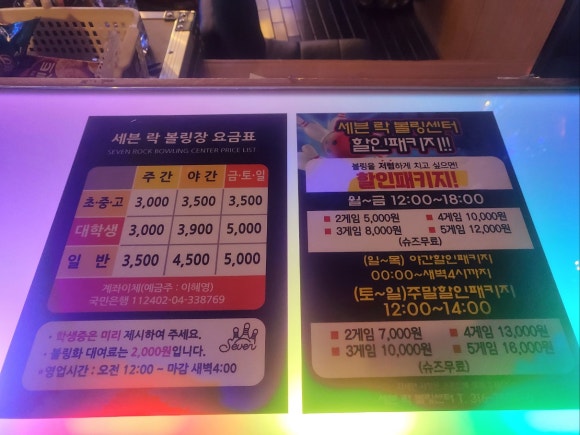 세븐 락 볼링장 요금표
SEVEN ROCK BOWLING CENTER PRICE LIST
주간 야간 금·토·일
초·중·고 3,000 3,500 3,500
대학생 3,000 3,900 5,000
일 반 3,500 4,500 5,000
계좌이체(예금주 : 이혜영)
국민은행 112402-04-338769
· 학생증은 미리 제시하여 주세요.
· 볼링화 대여료는 2,000원입니다.
· 영업시간 : 오전 12:00 ~ 마감 새벽4:00
Seven
세븐 락 볼링센터
할인패키지!!
볼링을 저렴하게 치고 싶으면!
할인패키지!
월~금 12:00~18:00
2게임 5,000원 4게임 10,000원
3게임 8,000원 5게임 12,000원
(슈즈무료)
(일~목) 야간할인패키지
00:00~새벽4시까지
(토~일)주말할인패키지
12:00~14:00
2게임 7,000원 4게임 13,000원
3게임 10,000원 5게임 16,000원
(슈즈무료)
세븐 락 볼링센터 T.